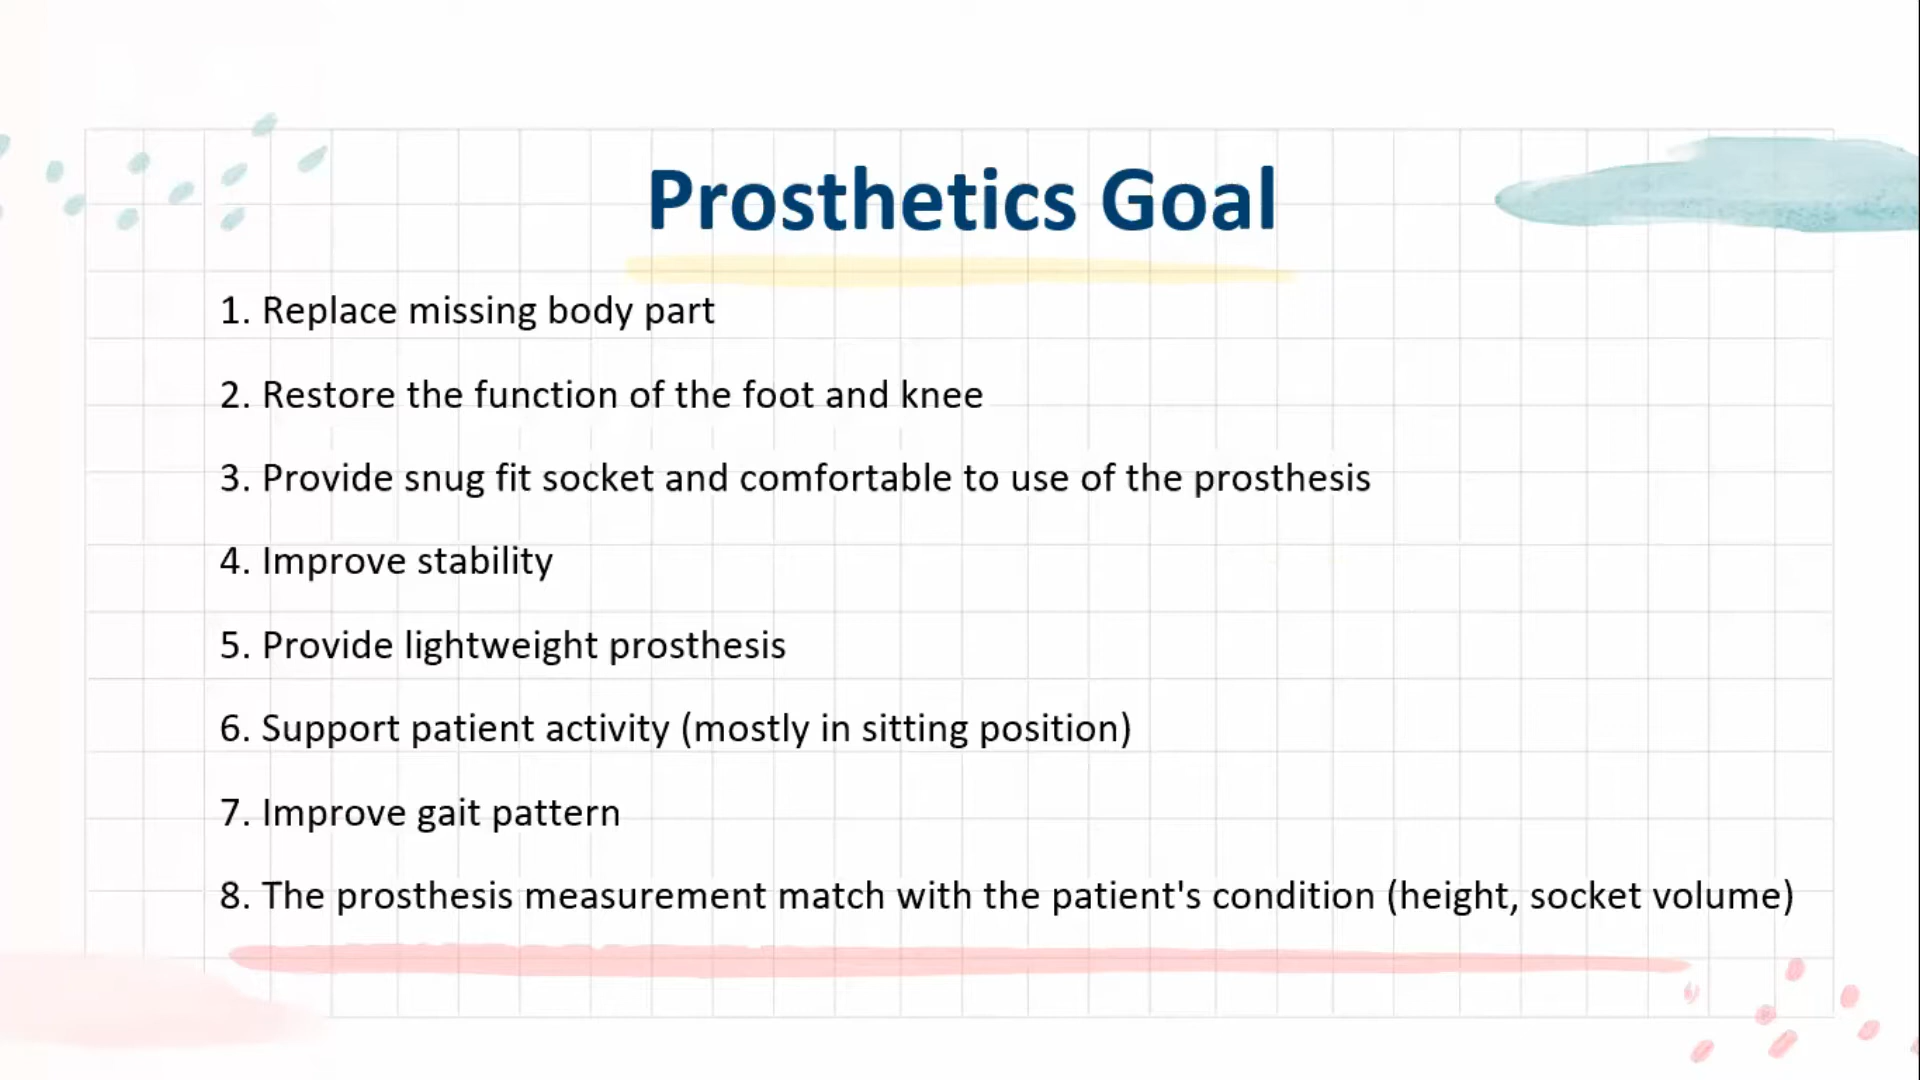 Prosthetics Goal
1. Replace missing body part
2. Restore the function of the foot and knee
3. Provide snug fit socket and comfortable to use of the prosthesis
4. Improve stability
5. Provide lightweight prosthesis
6. Support patient activity (mostly in sitting position)
7. Improve gait pattern
8. The prosthesis measurement match with the patient's condition (height, socket volume)